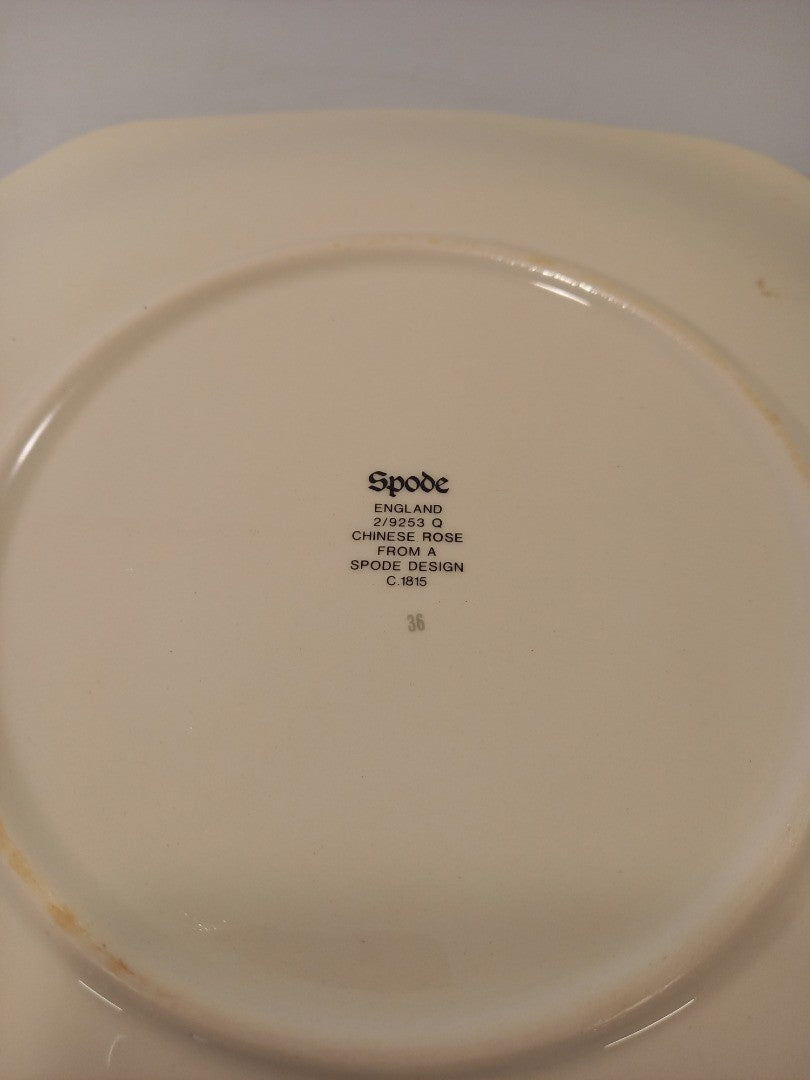 Spode
ENGLAND
2/9253 Q
CHINESE ROSE
FROM A
SPODE DESIGN
C.1815
36